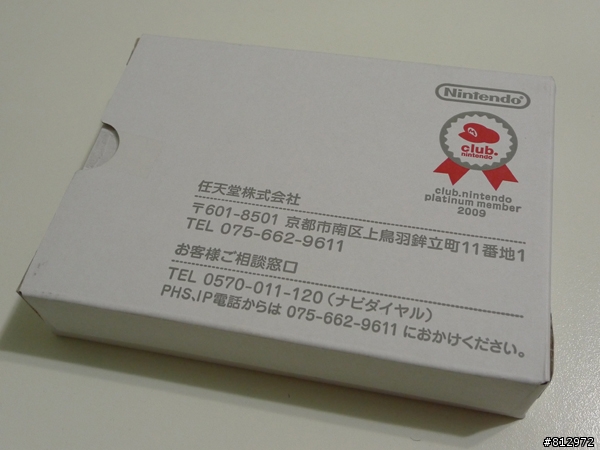 Nintendo
club.
nintendo
club.nintendo
platinum member
2009
任天堂株式会社
〒601-8501 京都市南区上鳥羽鉾立町11番地1
TEL 075-662-9611
お客様ご相談窓口
TEL 0570-011-120（ナビダイヤル）
PHS、IP電話からは 075-662-9611 におかけください。
#812972